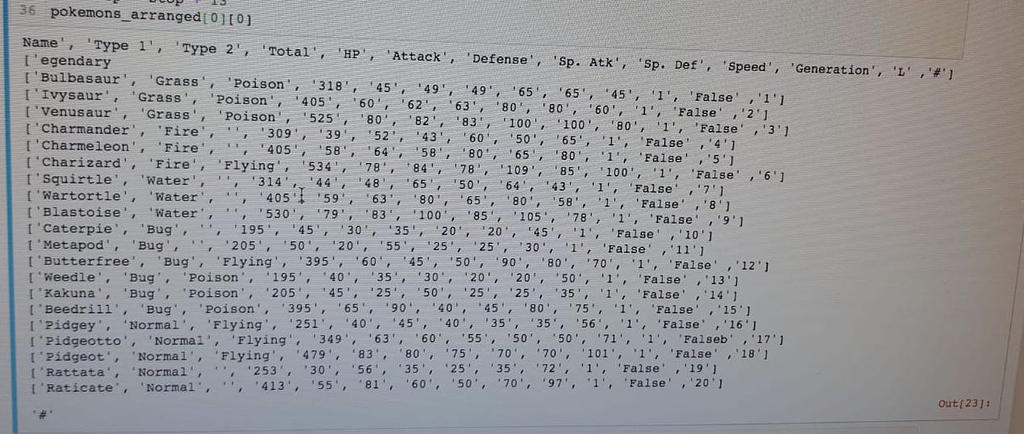 36 pokemons_arranged[0][0]
Name', 'Type 1', 'Type 2', 'Total', 'HP', 'Attack', 'Defense', 'Sp. Atk', 'Sp. Def', 'Speed', 'Generation', 'L' ,'#']
['egendary
['Bulbasaur', 'Grass', 'Poison', '318', '45', '49', '49', '65', '65', '45', '1', 'False' ,'1']
['Ivysaur', 'Grass', 'Poison', '405', '60', '62', '63', '80', '80', '60', '1', 'False' ,'2']
['Venusaur', 'Grass', 'Poison', '525', '80', '82', '83', '100', '100', '80', '1', 'False' ,'3']
['Charmander', 'Fire', '', '309', '39', '52', '43', '60', '50', '65', '1', 'False' ,'4']
['Charmeleon', 'Fire', '', '405', '58', '64', '58', '80', '65', '80', '1', 'False' ,'5']
['Charizard', 'Fire', 'Flying', '534', '78', '84', '78', '109', '85', '100', '1', 'False' ,'6']
['Squirtle', 'Water', '', '314', '44', '48', '65', '50', '64', '43', '1', 'False' ,'7']
['Wartortle', 'Water', '', '405', '59', '63', '80', '65', '80', '58', '1', 'False' ,'8']
['Blastoise', 'Water', '', '530', '79', '83', '100', '85', '105', '78', '1', 'False' ,'9']
['Caterpie', 'Bug', '', '195', '45', '30', '35', '20', '20', '45', '1', 'False' ,'10']
['Metapod', 'Bug', '', '205', '50', '20', '55', '25', '25', '30', '1', 'False' ,'11']
['Butterfree', 'Bug', 'Flying', '395', '60', '45', '50', '90', '80', '70', '1', 'False' ,'12']
['Weedle', 'Bug', 'Poison', '195', '40', '35', '30', '20', '20', '50', '1', 'False' ,'13']
['Kakuna', 'Bug', 'Poison', '205', '45', '25', '50', '25', '25', '35', '1', 'False' ,'14']
['Beedrill', 'Bug', 'Poison', '395', '65', '90', '40', '45', '80', '75', '1', 'False' ,'15']
['Pidgey', 'Normal', 'Flying', '251', '40', '45', '40', '35', '35', '56', '1', 'False' ,'16']
['Pidgeotto', 'Normal', 'Flying', '349', '63', '60', '55', '50', '50', '71', '1', 'Falseb' ,'17']
['Pidgeot', 'Normal', 'Flying', '479', '83', '80', '75', '70', '70', '101', '1', 'False' ,'18']
['Rattata', 'Normal', '', '253', '30', '56', '35', '25', '35', '72', '1', 'False' ,'19']
['Raticate', 'Normal', '', '413', '55', '81', '60', '50', '70', '97', '1', 'False' ,'20']
Out[23]:
'#'